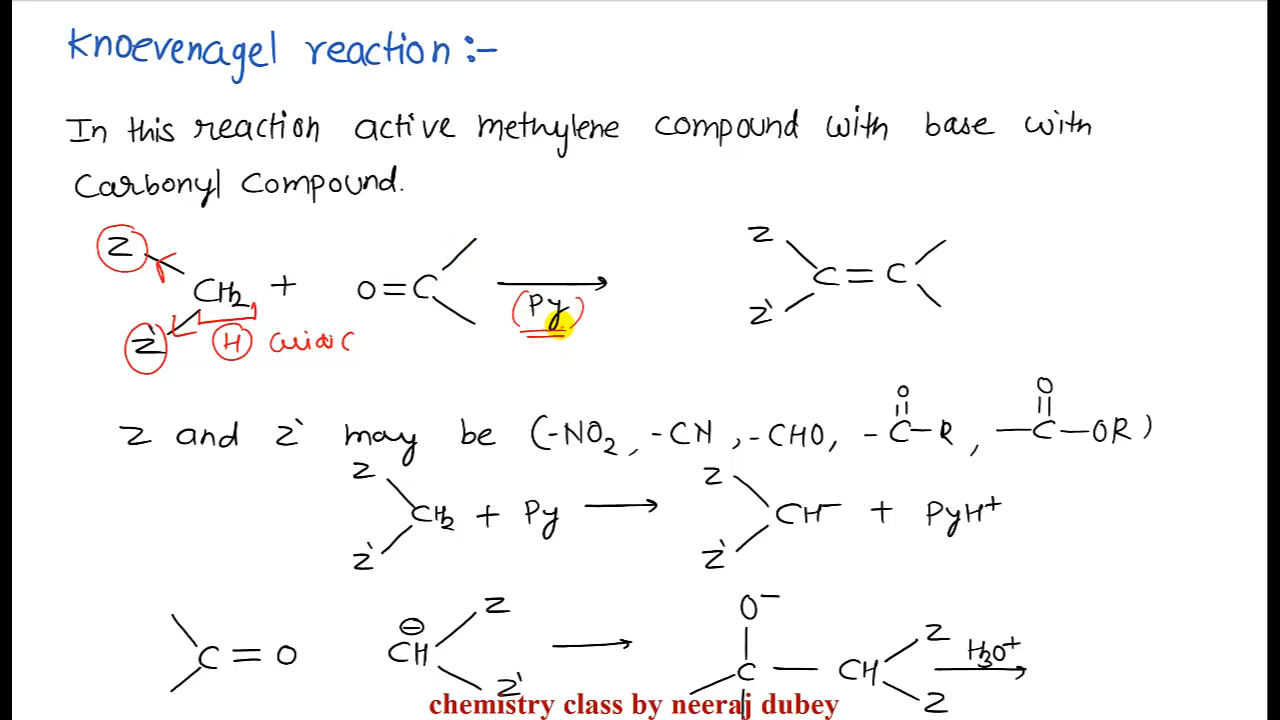 Knoevenagel reaction :-
In this reaction active methylene compound with base with
Carbonyl Compound.
Z Z
CH2 + O=C C=C
(Py)
Z` H acidic Z`
Z and Z` may be (-NO2, -CN, -CHO, -C-R, -C-OR)
O O
Z Z
CH2 + Py CH- + PyH+
Z` Z`
Z O-
C=O ⊖ Z H3O+
CH C — CH
Z` Z
chemistry class by neeraj dubey